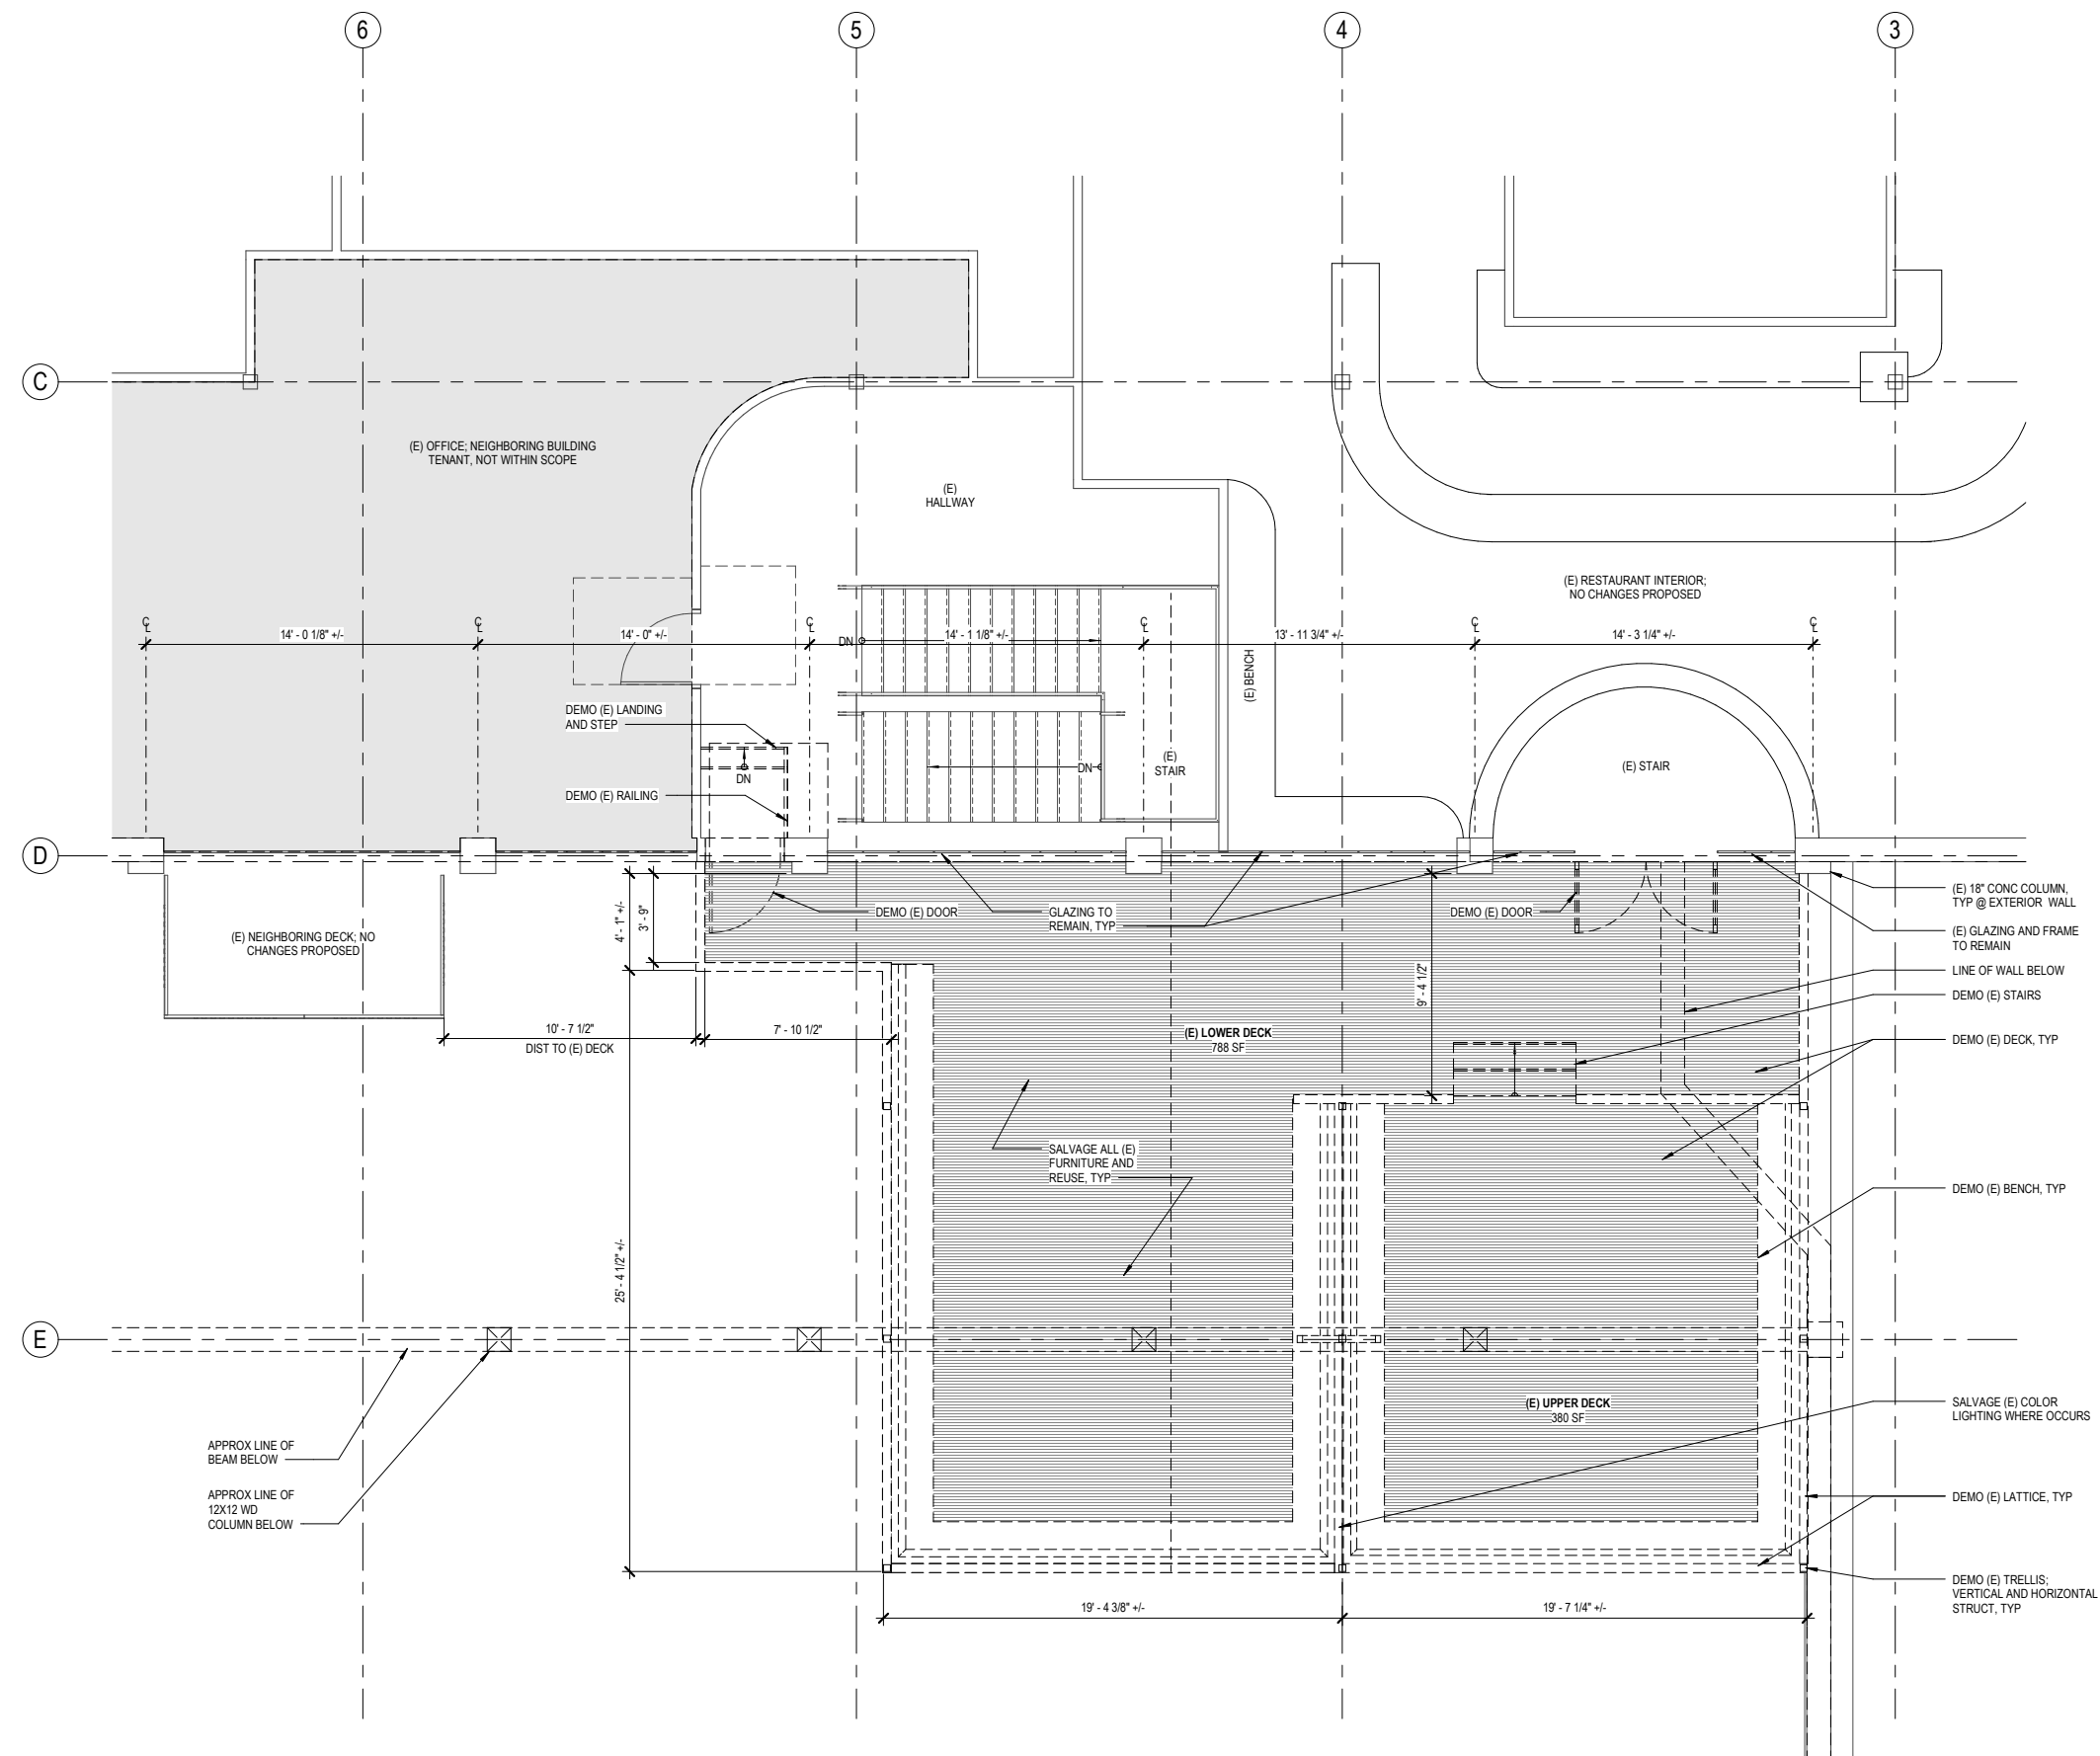 6
5
4
3
C
(E) OFFICE; NEIGHBORING BUILDING
TENANT, NOT WITHIN SCOPE
(E)
HALLWAY
(E) RESTAURANT INTERIOR;
NO CHANGES PROPOSED
CL
CL
CL
CL
CL
CL
14' - 0 1/8" +/-
14' - 0" +/-
DN
14' - 1 1/8" +/-
13' - 11 3/4" +/-
14' - 3 1/4" +/-
(E) BENCH
DEMO (E) LANDING
AND STEP
DN
DN
(E)
STAIR
(E) STAIR
DEMO (E) RAILING
D
(E) NEIGHBORING DECK; NO
CHANGES PROPOSED
4' - 1" +/-
3' - 9"
DEMO (E) DOOR
GLAZING TO
REMAIN, TYP
DEMO (E) DOOR
(E) 18" CONC COLUMN,
TYP @ EXTERIOR WALL
(E) GLAZING AND FRAME
TO REMAIN
LINE OF WALL BELOW
DEMO (E) STAIRS
9' - 4 1/2"
10' - 7 1/2"
DIST TO (E) DECK
7' - 10 1/2"
(E) LOWER DECK
788 SF
DEMO (E) DECK, TYP
SALVAGE ALL (E)
FURNITURE AND
REUSE, TYP
DEMO (E) BENCH, TYP
25' - 4 1/2" +/-
E
(E) UPPER DECK
380 SF
SALVAGE (E) COLOR
LIGHTING WHERE OCCURS
APPROX LINE OF
BEAM BELOW
APPROX LINE OF
12X12 WD
COLUMN BELOW
DEMO (E) LATTICE, TYP
DEMO (E) TRELLIS;
VERTICAL AND HORIZONTAL
STRUCT, TYP
19' - 4 3/8" +/-
19' - 7 1/4" +/-